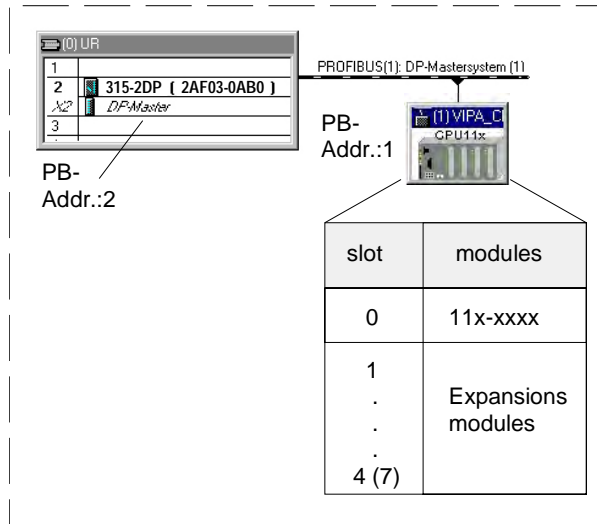 (0) UR
1
2 315-2DP ( 2AF03-0AB0 )
X2 DP-Master
3
PROFIBUS(1): DP-Mastersystem (1)
(1) VIPA_C
CPU11x
PB-
Addr.:1
PB-
Addr.:2
slot modules
0 11x-xxxx
1
.
.
.
4 (7)
Expansions
modules